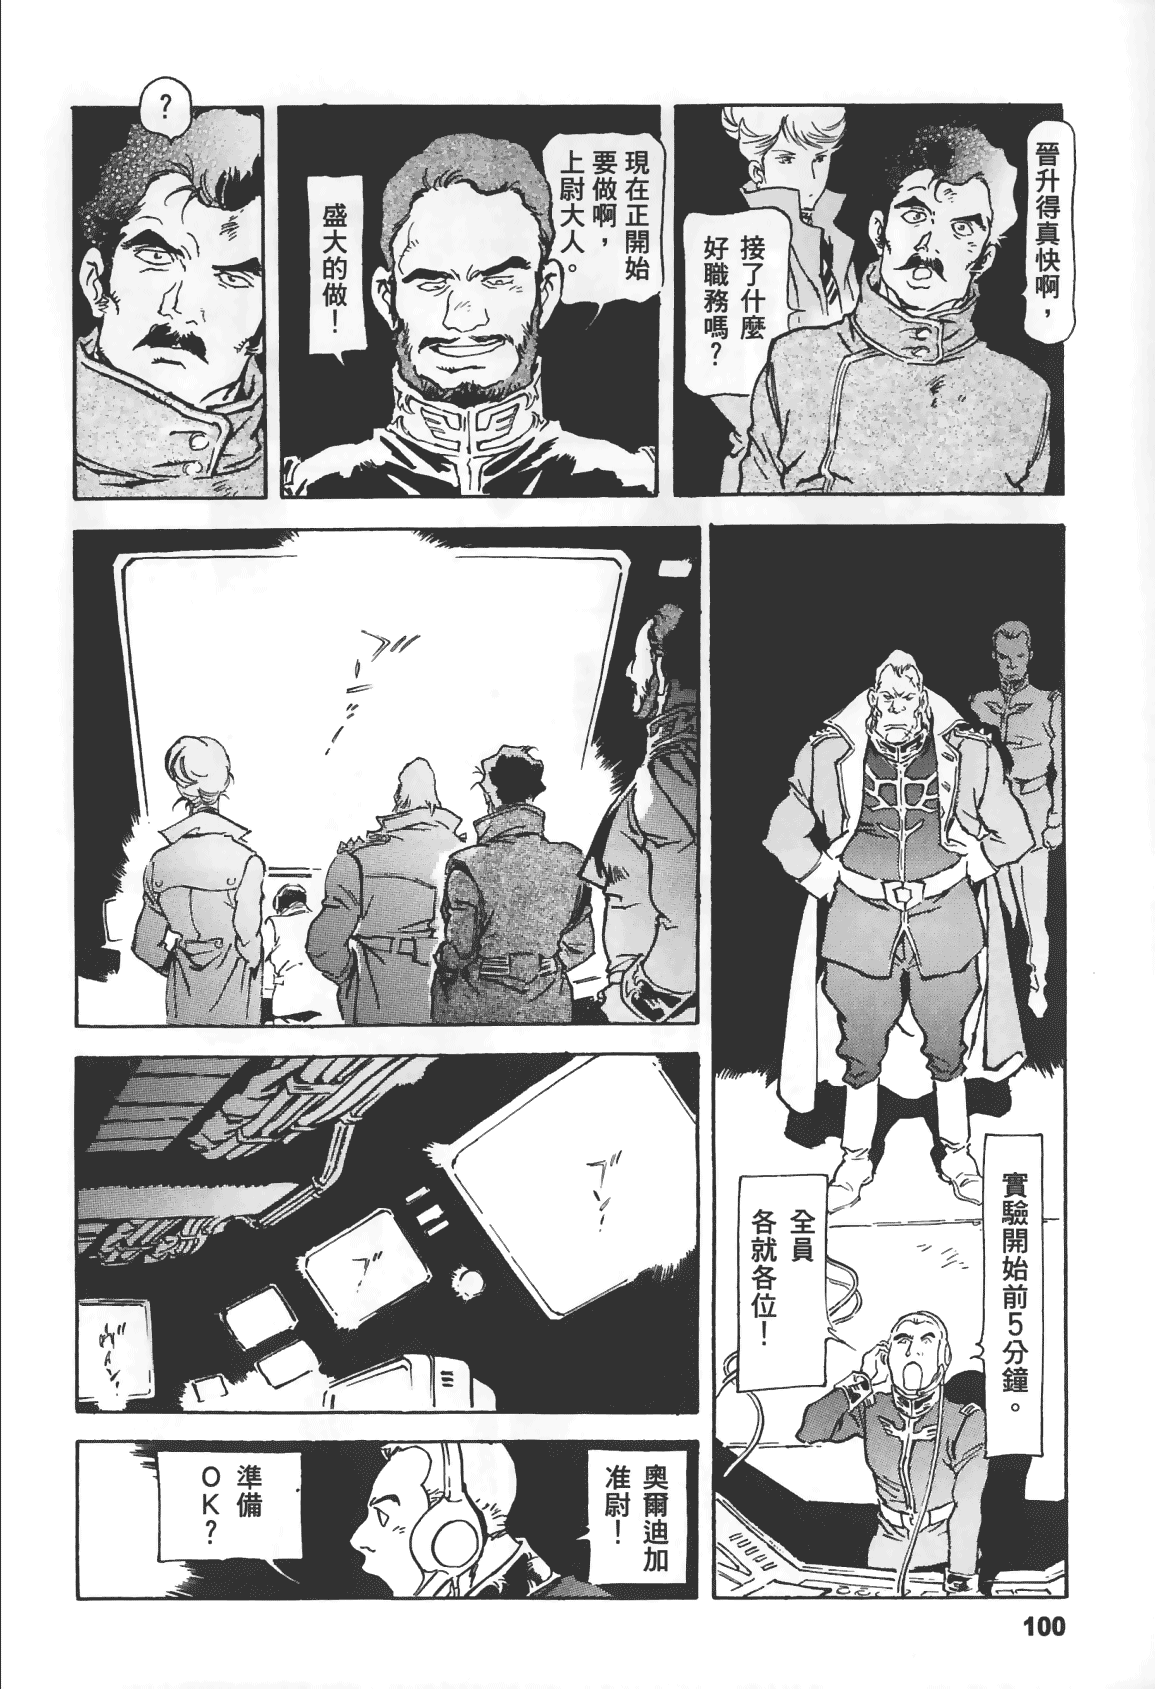 晉升得真快啊，
接了什麼
好職務嗎？
現在正開始
要做啊，
上尉大人。
盛大的做！
？
實驗開始前5分鐘。
全員
各就各位！
奧爾迪加
准尉！
準備
OK？
100